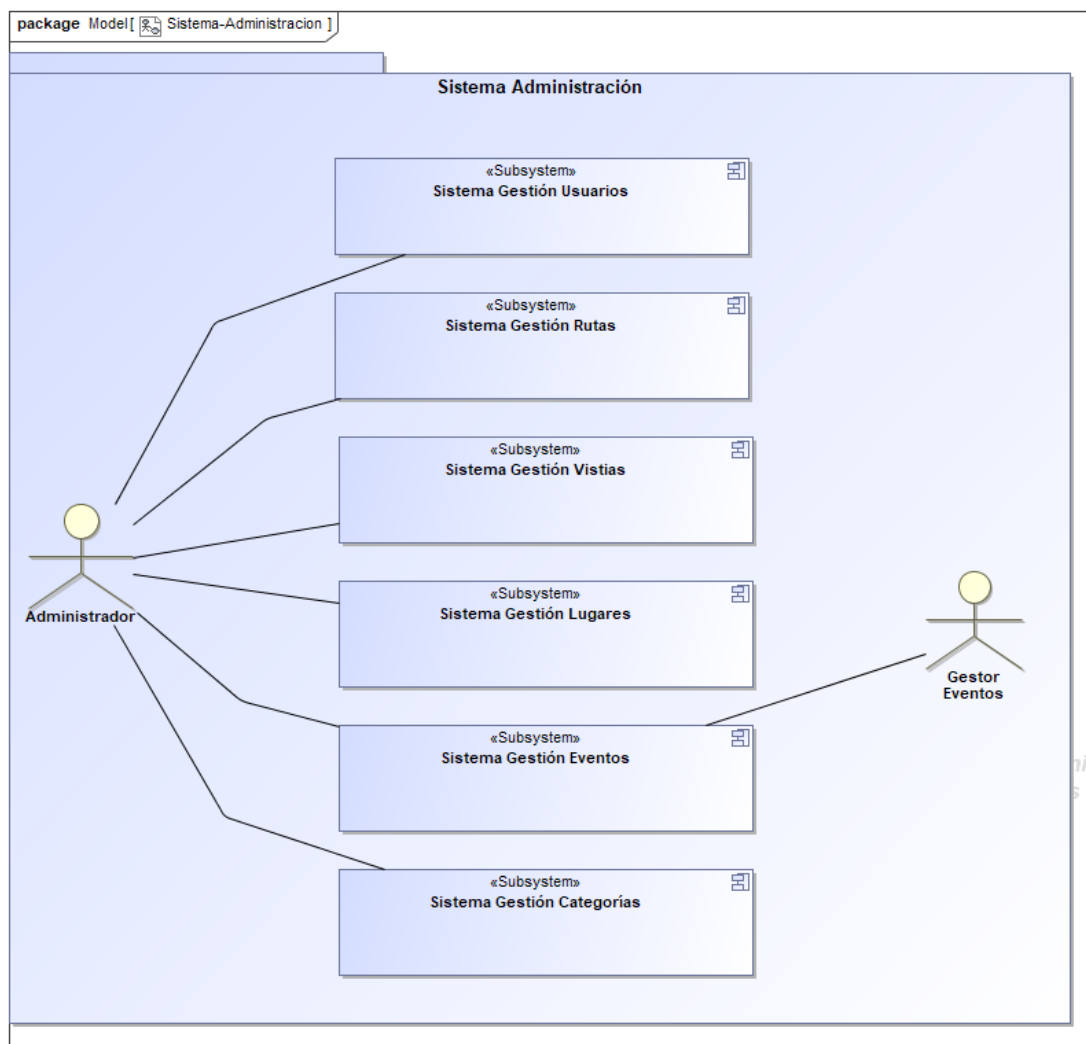 package Model[ Sistema-Administracion ]
Sistema Administración
«Subsystem»
Sistema Gestión Usuarios
«Subsystem»
Sistema Gestión Rutas
«Subsystem»
Sistema Gestión Vistias
«Subsystem»
Sistema Gestión Lugares
Administrador
Gestor
Eventos
«Subsystem»
Sistema Gestión Eventos
«Subsystem»
Sistema Gestión Categorías